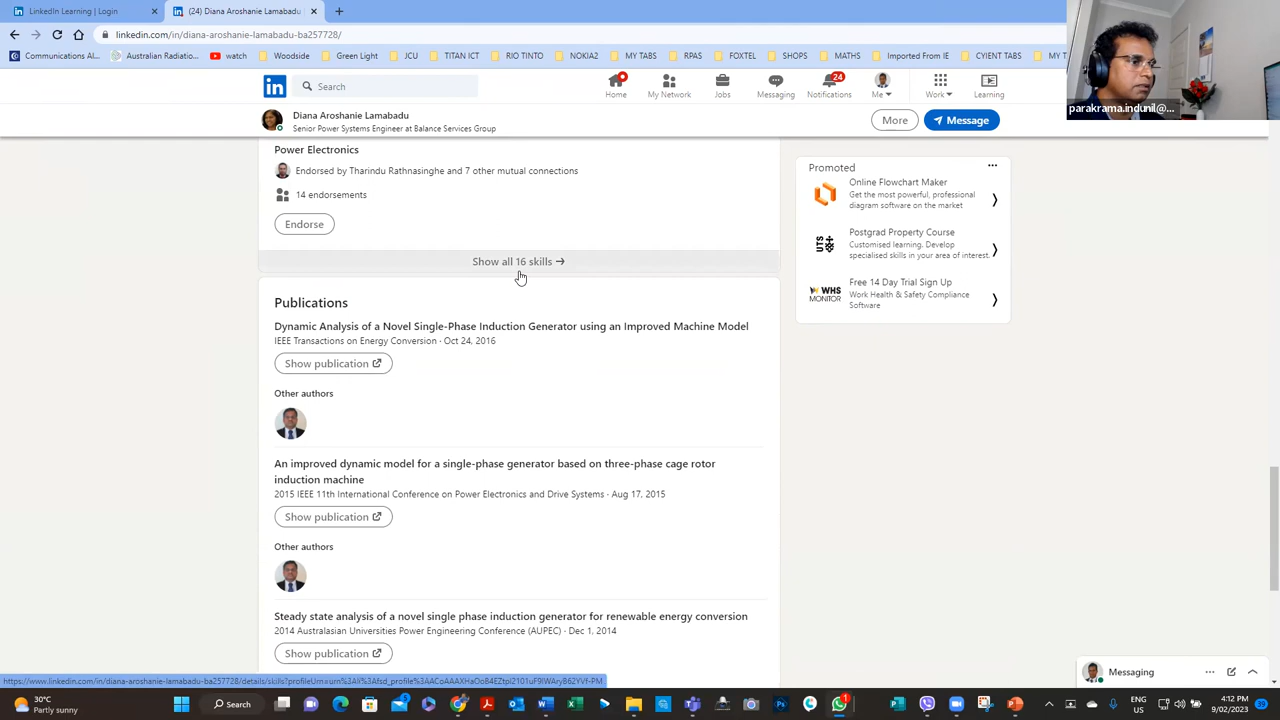 LinkedIn Learning | Login
(24) Diana Aroshanie Lamabadu
linkedin.com/in/diana-aroshanie-lamabadu-ba257728/
Communications Al...
Australian Radiatio...
watch
Woodside
Green Light
JCU
TITAN ICT
RIO TINTO
NOKIA2
MY TABS
RPAS
FOXTEL
SHOPS
MATHS
Imported From IE
CYIENT TABS
MY T
parakrama.indunil@...
in
Search
Home
My Network
Jobs
Messaging
24
Notifications
Me
Work
Learning
Diana Aroshanie Lamabadu
Senior Power Systems Engineer at Balance Services Group
More
Message
Power Electronics
Endorsed by Tharindu Rathnasinghe and 7 other mutual connections
14 endorsements
Endorse
Show all 16 skills →
Publications
Dynamic Analysis of a Novel Single-Phase Induction Generator using an Improved Machine Model
IEEE Transactions on Energy Conversion · Oct 24, 2016
Show publication
Other authors
An improved dynamic model for a single-phase generator based on three-phase cage rotor
induction machine
2015 IEEE 11th International Conference on Power Electronics and Drive Systems · Aug 17, 2015
Show publication
Other authors
Steady state analysis of a novel single phase induction generator for renewable energy conversion
2014 Australasian Universities Power Engineering Conference (AUPEC) · Dec 1, 2014
Show publication
Promoted
Online Flowchart Maker
Get the most powerful, professional
diagram software on the market
UTS
Postgrad Property Course
Customised learning. Develop
specialised skills in your area of interest.
WHS
MONITOR
Free 14 Day Trial Sign Up
Work Health & Safety Compliance
Software
Messaging
30°C
Partly sunny
Search
1
ENG
US
4:12 PM
9/02/2023